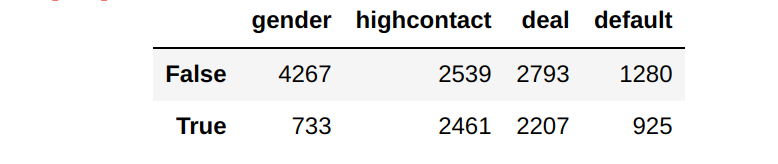 gender highcontact deal default
False 4267 2539 2793 1280
True 733 2461 2207 925